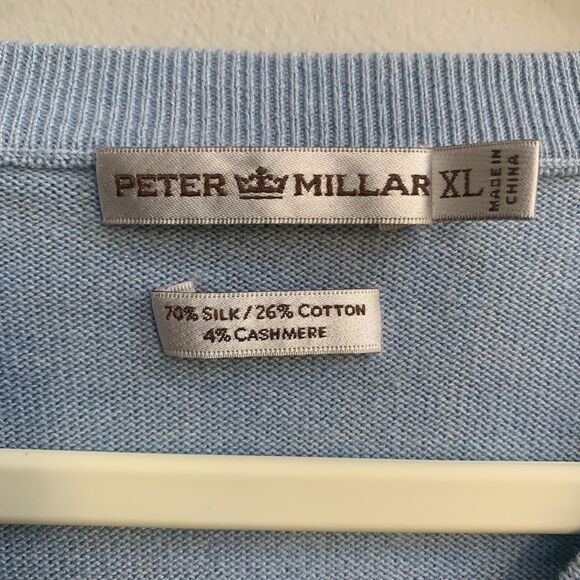 PETER MILLAR XL
MADE IN
CHINA
70% SILK / 26% COTTON
4% CASHMERE